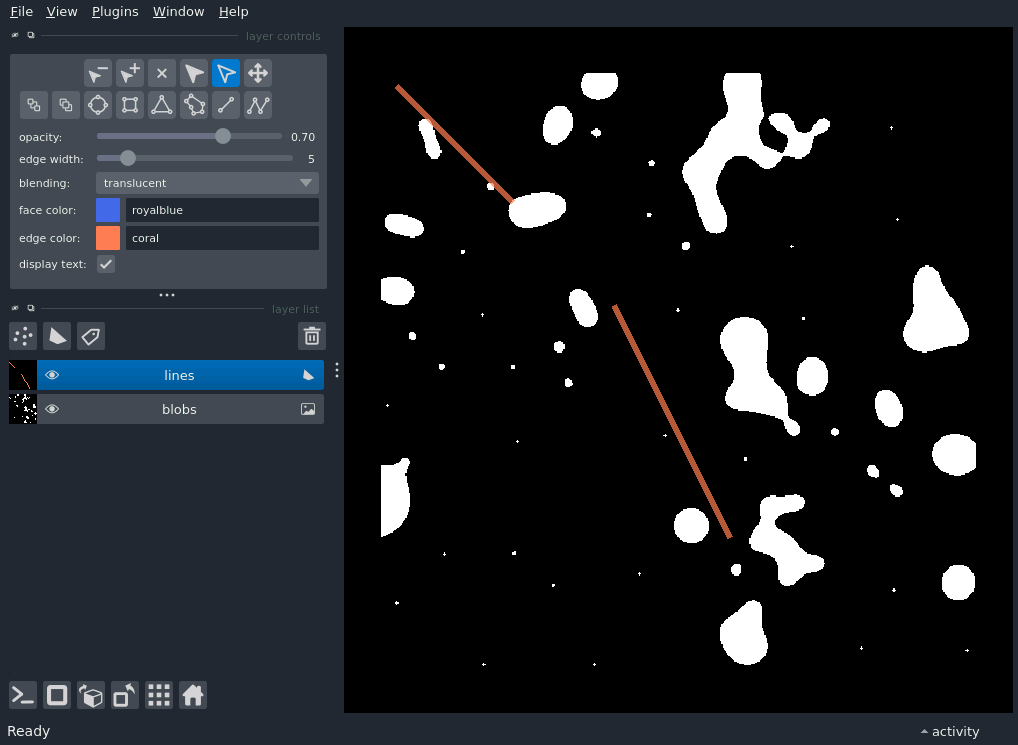 File View Plugins Window Help
layer controls
opacity: 0.70
edge width: 5
blending: translucent
face color: royalblue
edge color: coral
display text:
layer list
lines
blobs
Ready
activity